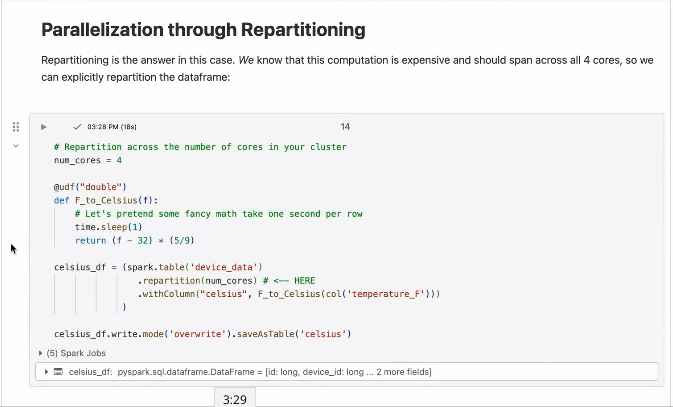 Parallelization through Repartitioning
Repartitioning is the answer in this case. We know that this computation is expensive and should span across all 4 cores, so we
can explicitly repartition the dataframe:
03:28 PM (18s)
14
# Repartition across the number of cores in your cluster
num_cores = 4
@udf("double")
def F_to_Celsius(f):
# Let's pretend some fancy math take one second per row
time.sleep(1)
return (f - 32) * (5/9)
celsius_df = (spark.table('device_data')
.repartition(num_cores) # <-- HERE
.withColumn("celsius", F_to_Celsius(col('temperature_F')))
)
celsius_df.write.mode('overwrite').saveAsTable('celsius')
(5) Spark Jobs
celsius_df: pyspark.sql.dataframe.DataFrame = [id: long, device_id: long ... 2 more fields]
3:29